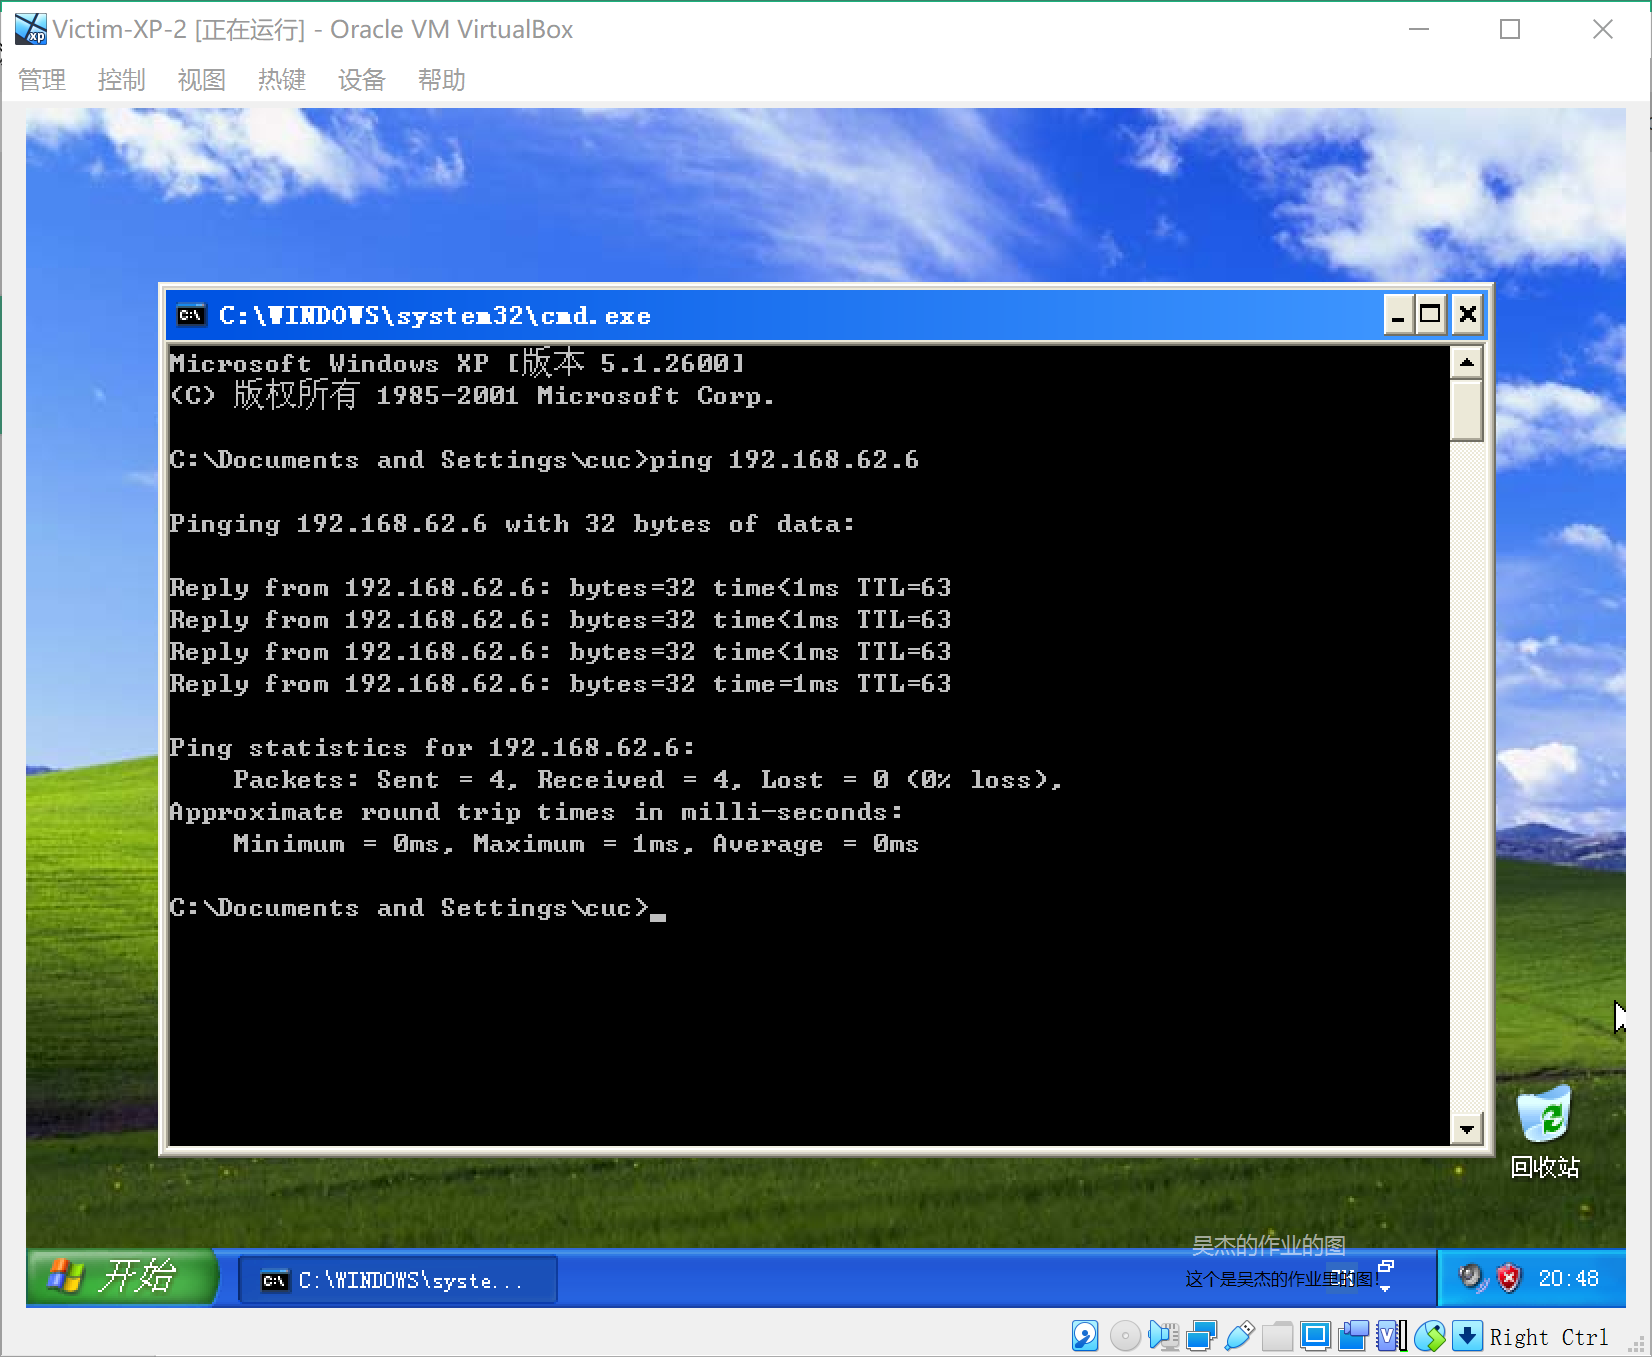 Victim-XP-2 [正在运行] - Oracle VM VirtualBox
管理 控制 视图 热键 设备 帮助
C:\WINDOWS\system32\cmd.exe
Microsoft Windows XP [版本 5.1.2600]
(C) 版权所有 1985-2001 Microsoft Corp.
C:\Documents and Settings\cuc>ping 192.168.62.6
Pinging 192.168.62.6 with 32 bytes of data:
Reply from 192.168.62.6: bytes=32 time<1ms TTL=63
Reply from 192.168.62.6: bytes=32 time<1ms TTL=63
Reply from 192.168.62.6: bytes=32 time<1ms TTL=63
Reply from 192.168.62.6: bytes=32 time=1ms TTL=63
Ping statistics for 192.168.62.6:
Packets: Sent = 4, Received = 4, Lost = 0 (0% loss),
Approximate round trip times in milli-seconds:
Minimum = 0ms, Maximum = 1ms, Average = 0ms
C:\Documents and Settings\cuc>
回收站
吴杰的作业的图
开始 C:\WINDOWS\syste... 这个是吴杰的作业里的图! 20:48
Right Ctrl